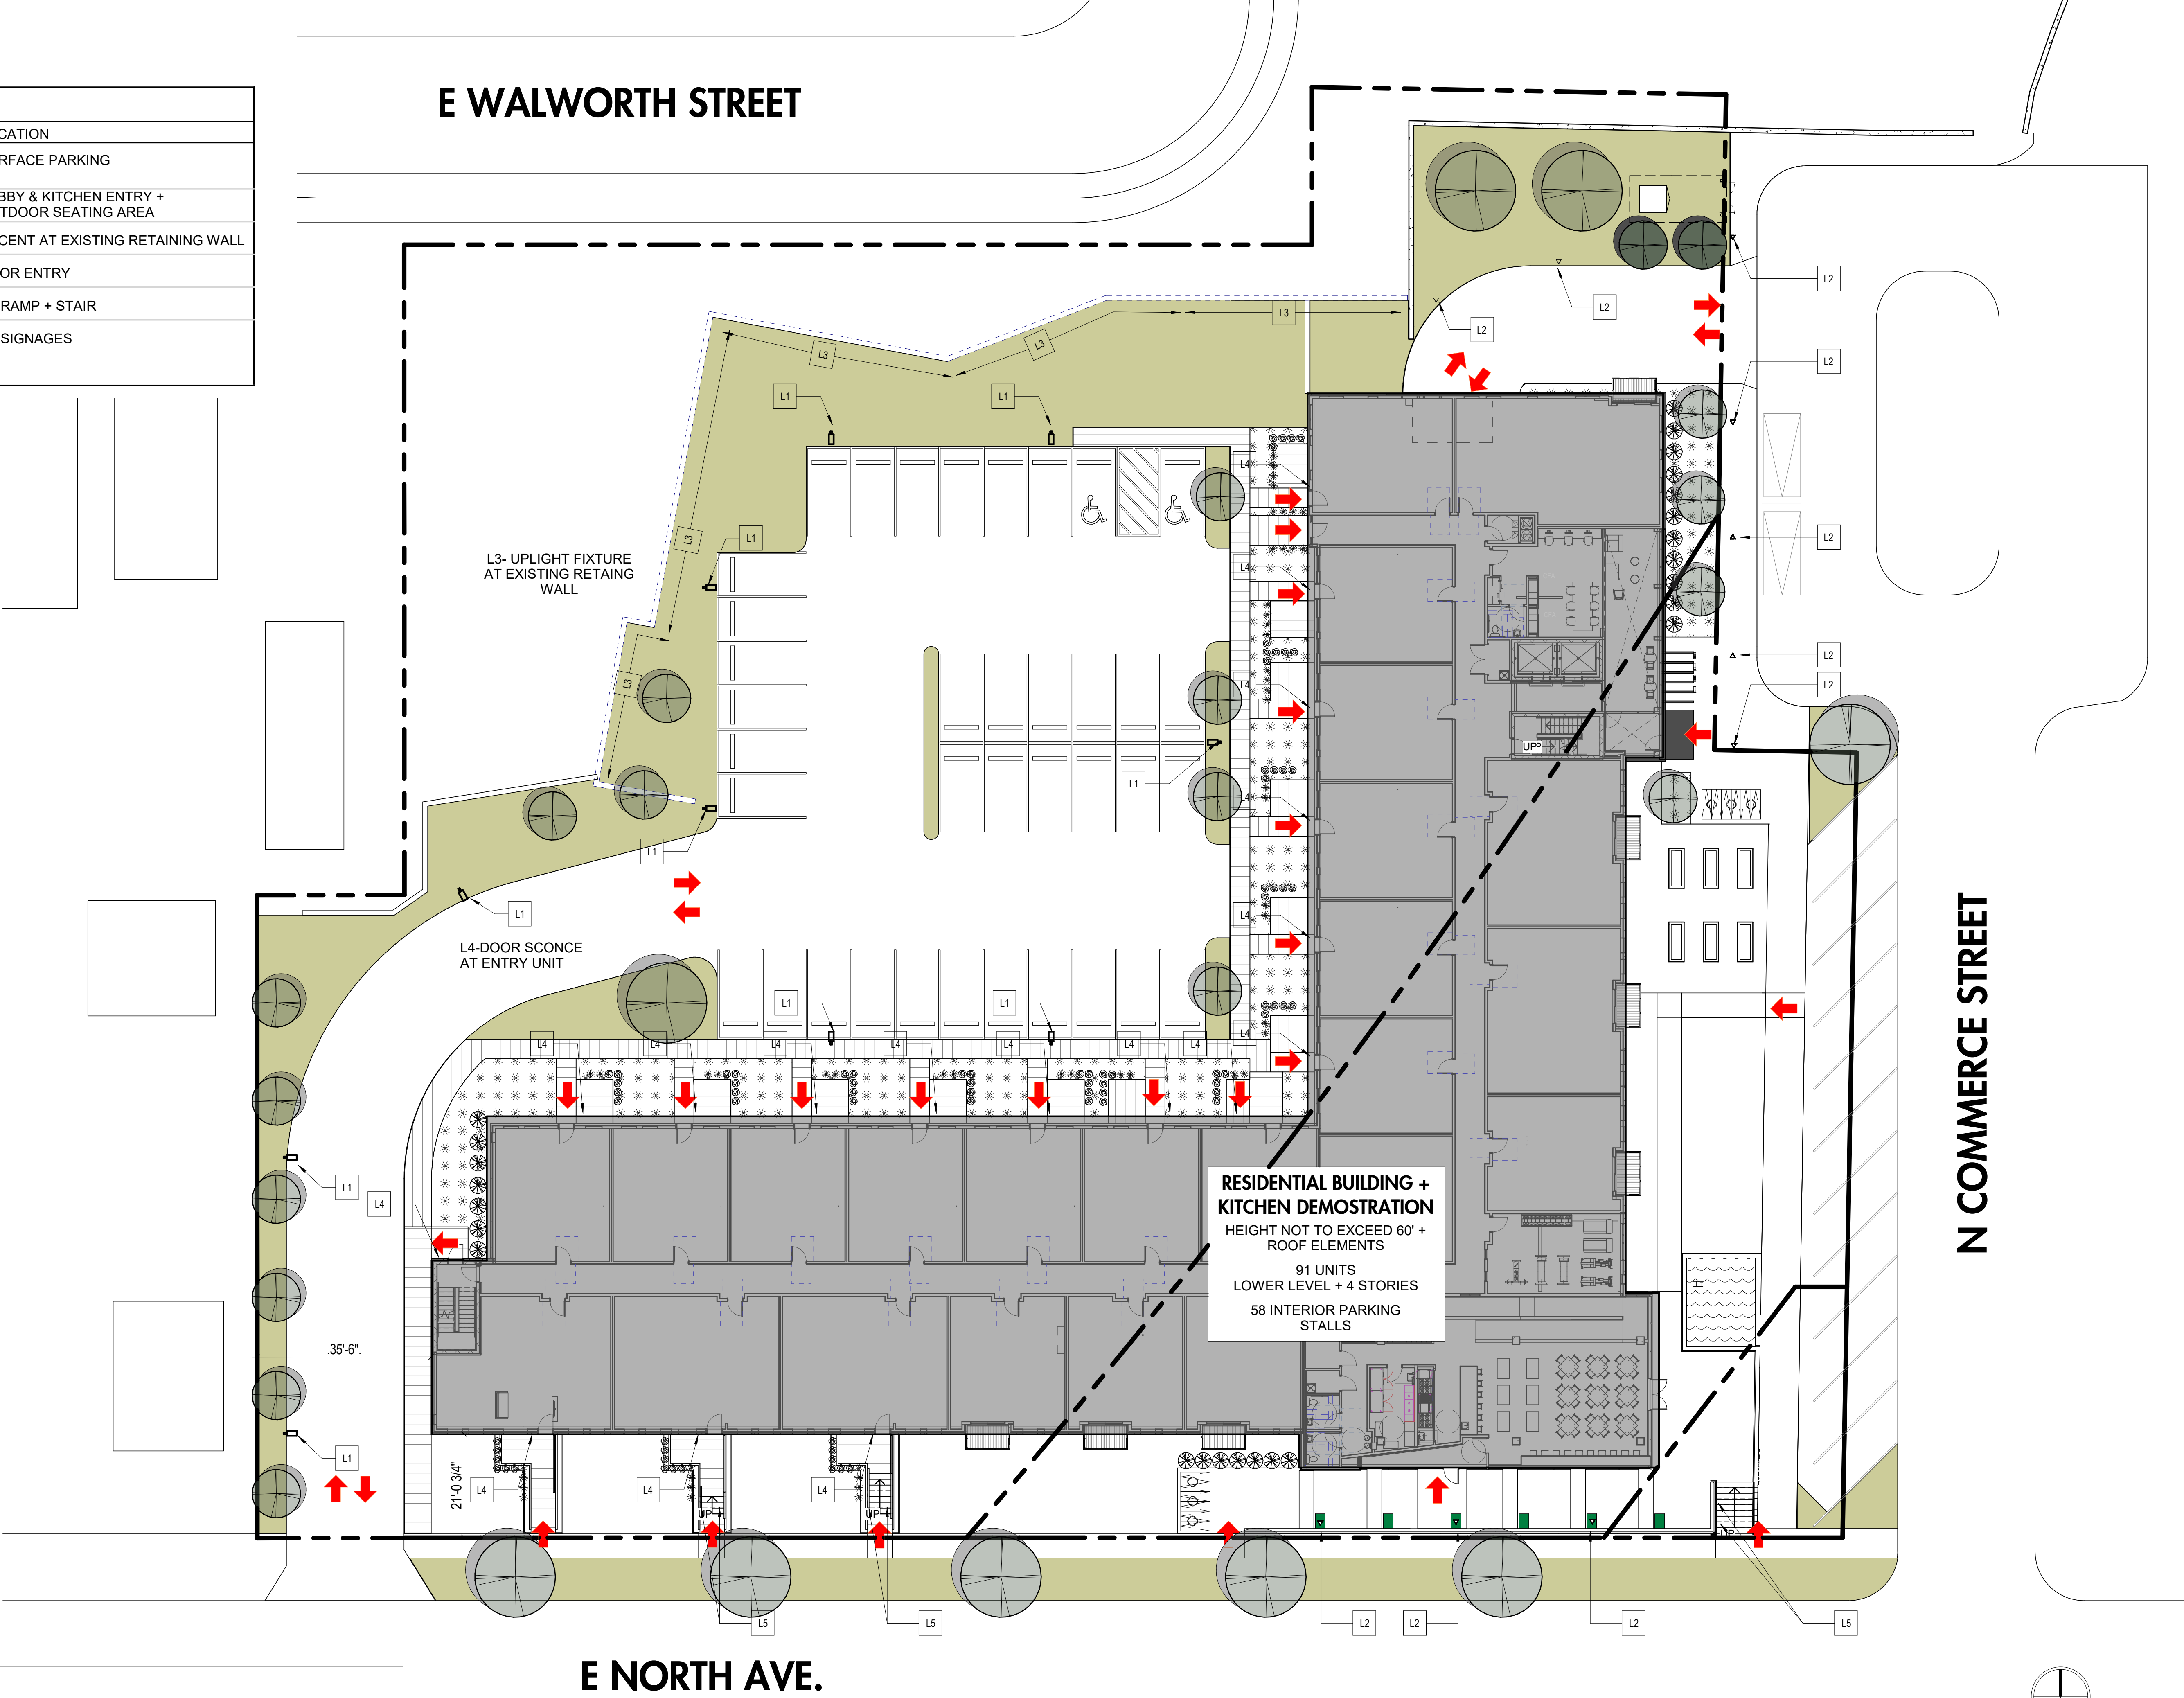 E WALWORTH STREET
CATION
RFACE PARKING
BBY & KITCHEN ENTRY +
TDOOR SEATING AREA
CENT AT EXISTING RETAINING WALL
OR ENTRY
RAMP + STAIR
SIGNAGES
L2
L2
L2
L3
L3
L3
L2
L1
L1
L4
L3
L1
L2
L3- UPLIGHT FIXTURE
AT EXISTING RETAING
WALL
L4
L2
L3
L4
L2
UP
L1
L4
L1
L1
L4
L4-DOOR SCONCE
AT ENTRY UNIT
N COMMERCE STREET
L1
L1
L4
L4
L4
L4
L4
L4
L4
L4
L1
L4
RESIDENTIAL BUILDING +
KITCHEN DEMOSTRATION
HEIGHT NOT TO EXCEED 60' +
ROOF ELEMENTS
91 UNITS
LOWER LEVEL + 4 STORIES
58 INTERIOR PARKING
STALLS
.35'-6".
L1
21'-0 3/4"
L4
L4
L4
UP
UP
UP
L5
L5
L2
L2
L2
L5
E NORTH AVE.